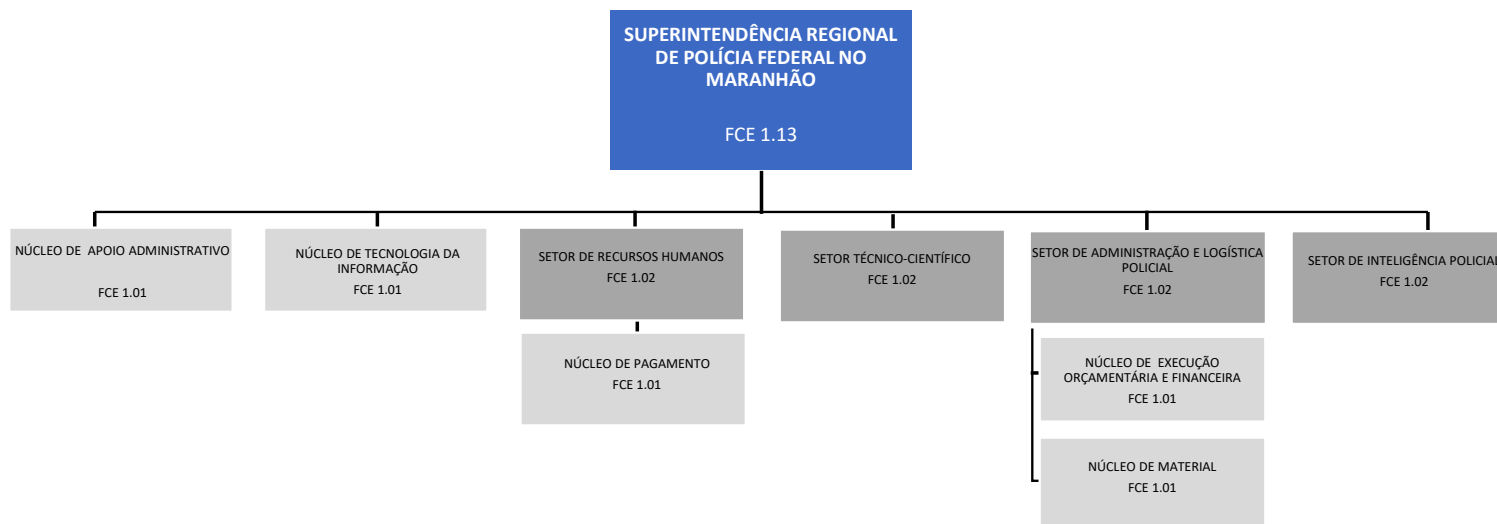 SUPERINTENDÊNCIA REGIONAL
DE POLÍCIA FEDERAL NO
MARANHÃO
FCE 1.13
NÚCLEO DE APOIO ADMINISTRATIVO
FCE 1.01
NÚCLEO DE TECNOLOGIA DA
INFORMAÇÃO
FCE 1.01
SETOR DE RECURSOS HUMANOS
FCE 1.02
SETOR TÉCNICO-CIENTÍFICO
FCE 1.02
SETOR DE ADMINISTRAÇÃO E LOGÍSTICA
POLICIAL
FCE 1.02
SETOR DE INTELIGÊNCIA POLICIAL
FCE 1.02
NÚCLEO DE PAGAMENTO
FCE 1.01
NÚCLEO DE EXECUÇÃO
ORÇAMENTÁRIA E FINANCEIRA
FCE 1.01
NÚCLEO DE MATERIAL
FCE 1.01